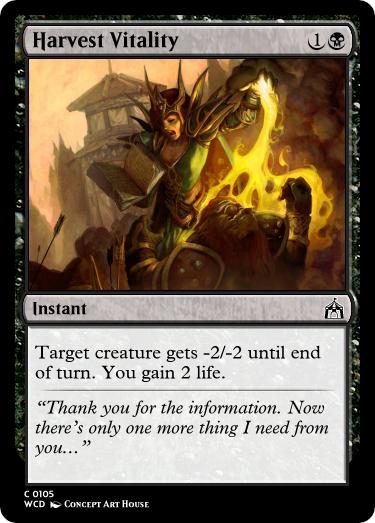 Harvest Vitality 1
Instant
Target creature gets -2/-2 until end
of turn. You gain 2 life.
“Thank you for the information. Now
there’s only one more thing I need from
you…”
C 0105
WCD Concept Art House